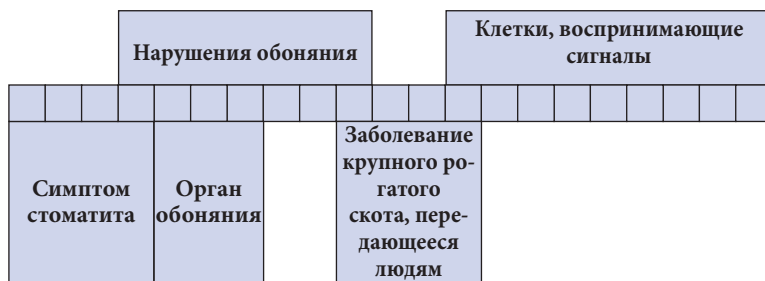 Нарушения обоняния
Клетки, воспринимающие
сигналы
Симптом
стоматита
Орган
обоняния
Заболевание
крупного ро-
гатого
скота, пере-
дающееся
людям